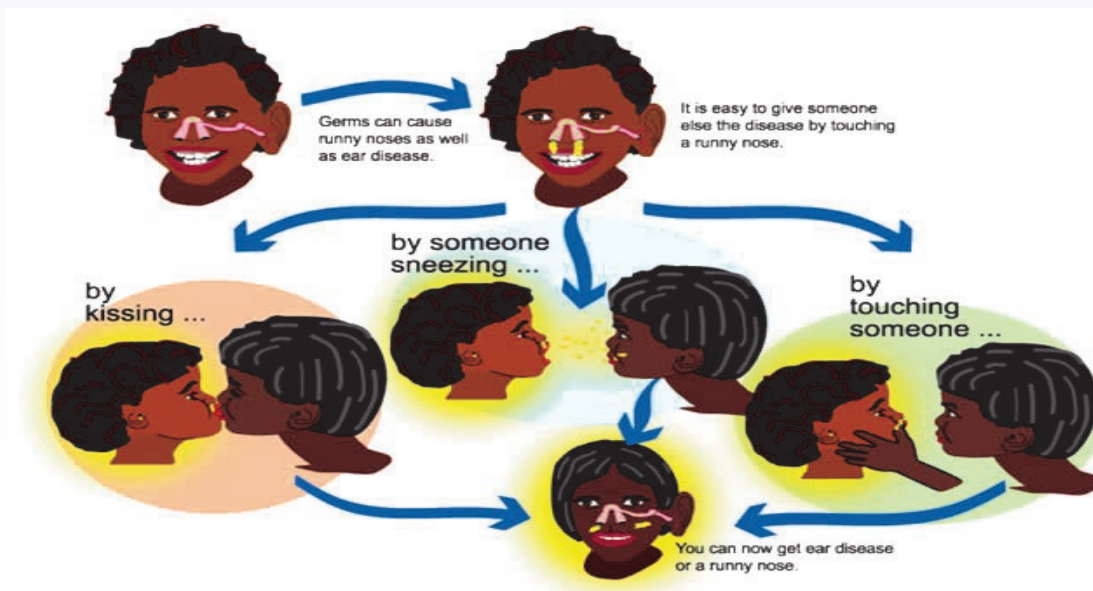 Germs can cause
runny noses as well
as ear disease.
It is easy to give someone
else the disease by touching
a runny nose.
by
kissing ...
by someone
sneezing ...
by
touching
someone ...
You can now get ear disease
or a runny nose.